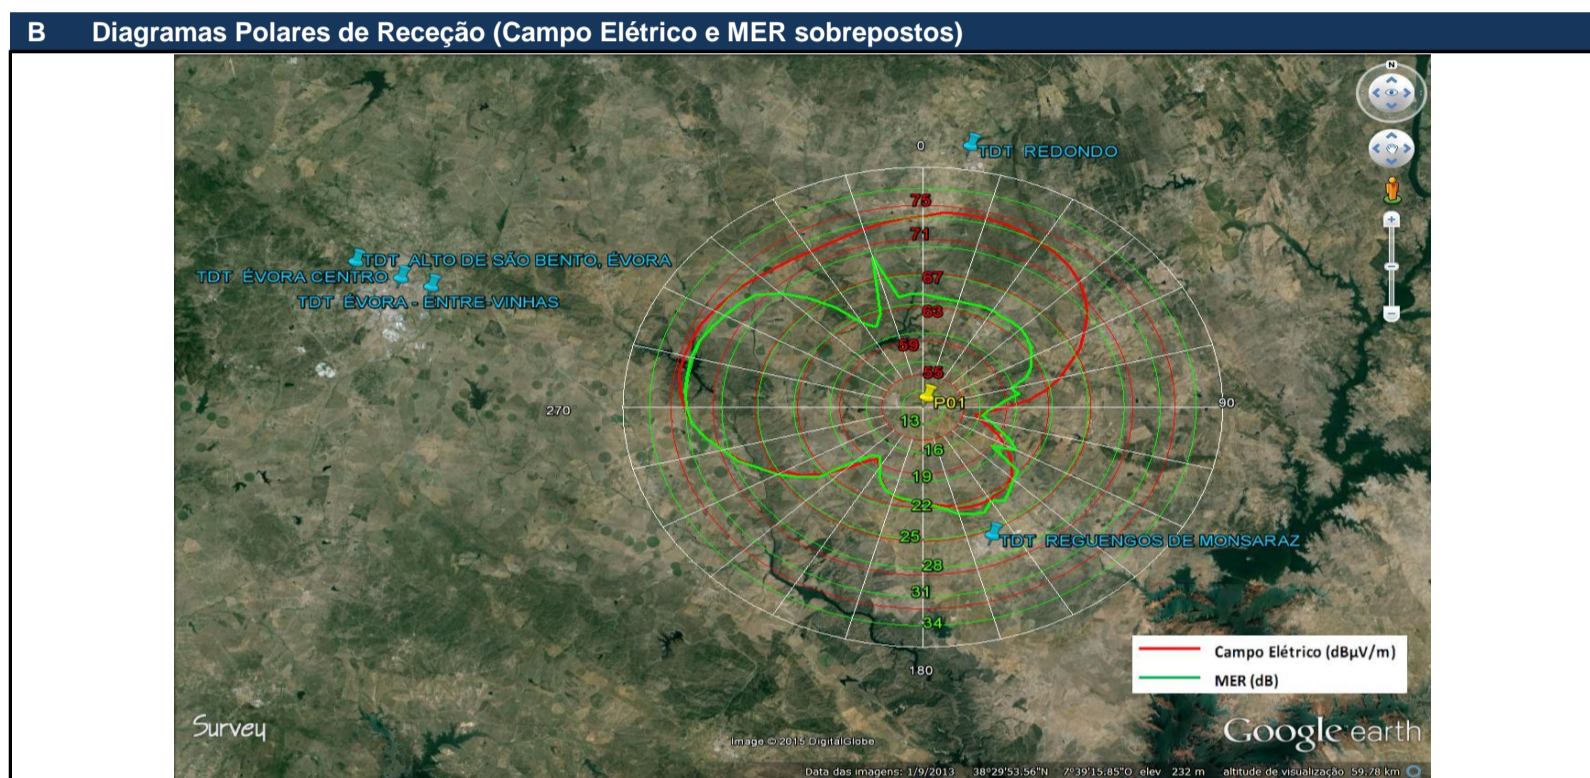 B Diagramas Polares de Receção (Campo Elétrico e MER sobrepostos)
N
0
TDT REDONDO
75
71
TDT ALTO DE SÃO BENTO, ÉVORA
TDT ÉVORA CENTRO
67
TDT ÉVORA - ENTRE-VINHAS
63
59
55
P01
270
90
13
16
19
22
TDT REGUENGOS DE MONSARAZ
25
28
31
34
180
Campo Elétrico (dBµV/m)
MER (dB)
Survey
Google earth
Image © 2015 DigitalGlobe
Data das imagens: 1/9/2013 38°29'53.56"N 7°39'15.85"O elev 232 m altitude de visualização 59.78 km